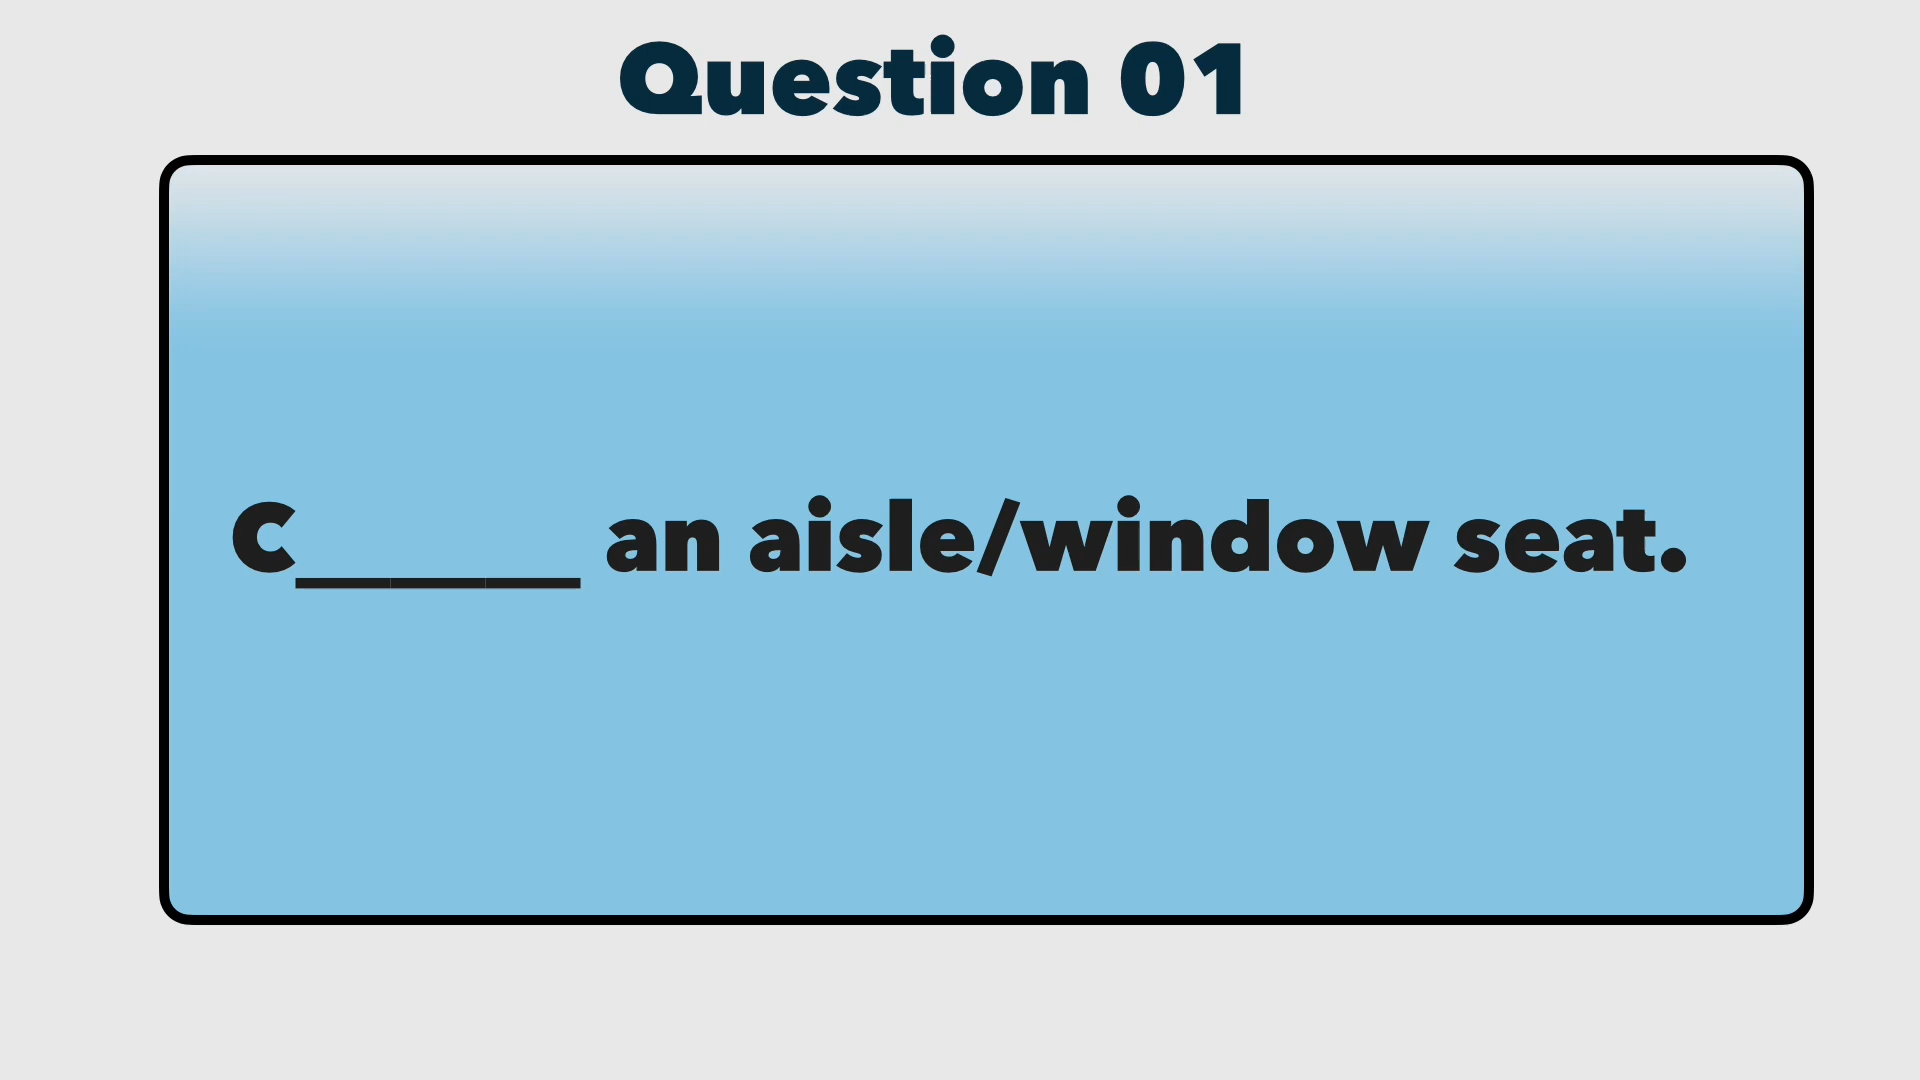 Question 01
C______ an aisle/window seat.